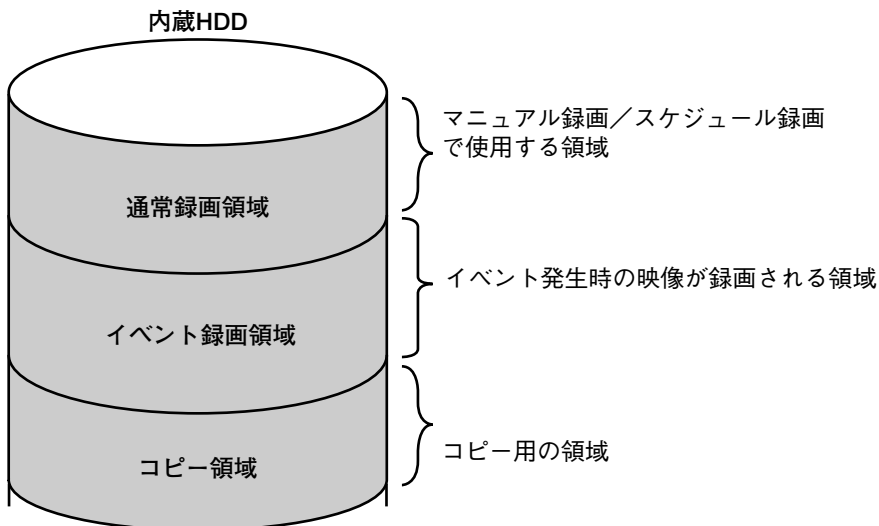 内蔵HDD
マニュアル録画／スケジュール録画
で使用する領域
通常録画領域
イベント発生時の映像が録画される領域
イベント録画領域
コピー用の領域
コピー領域